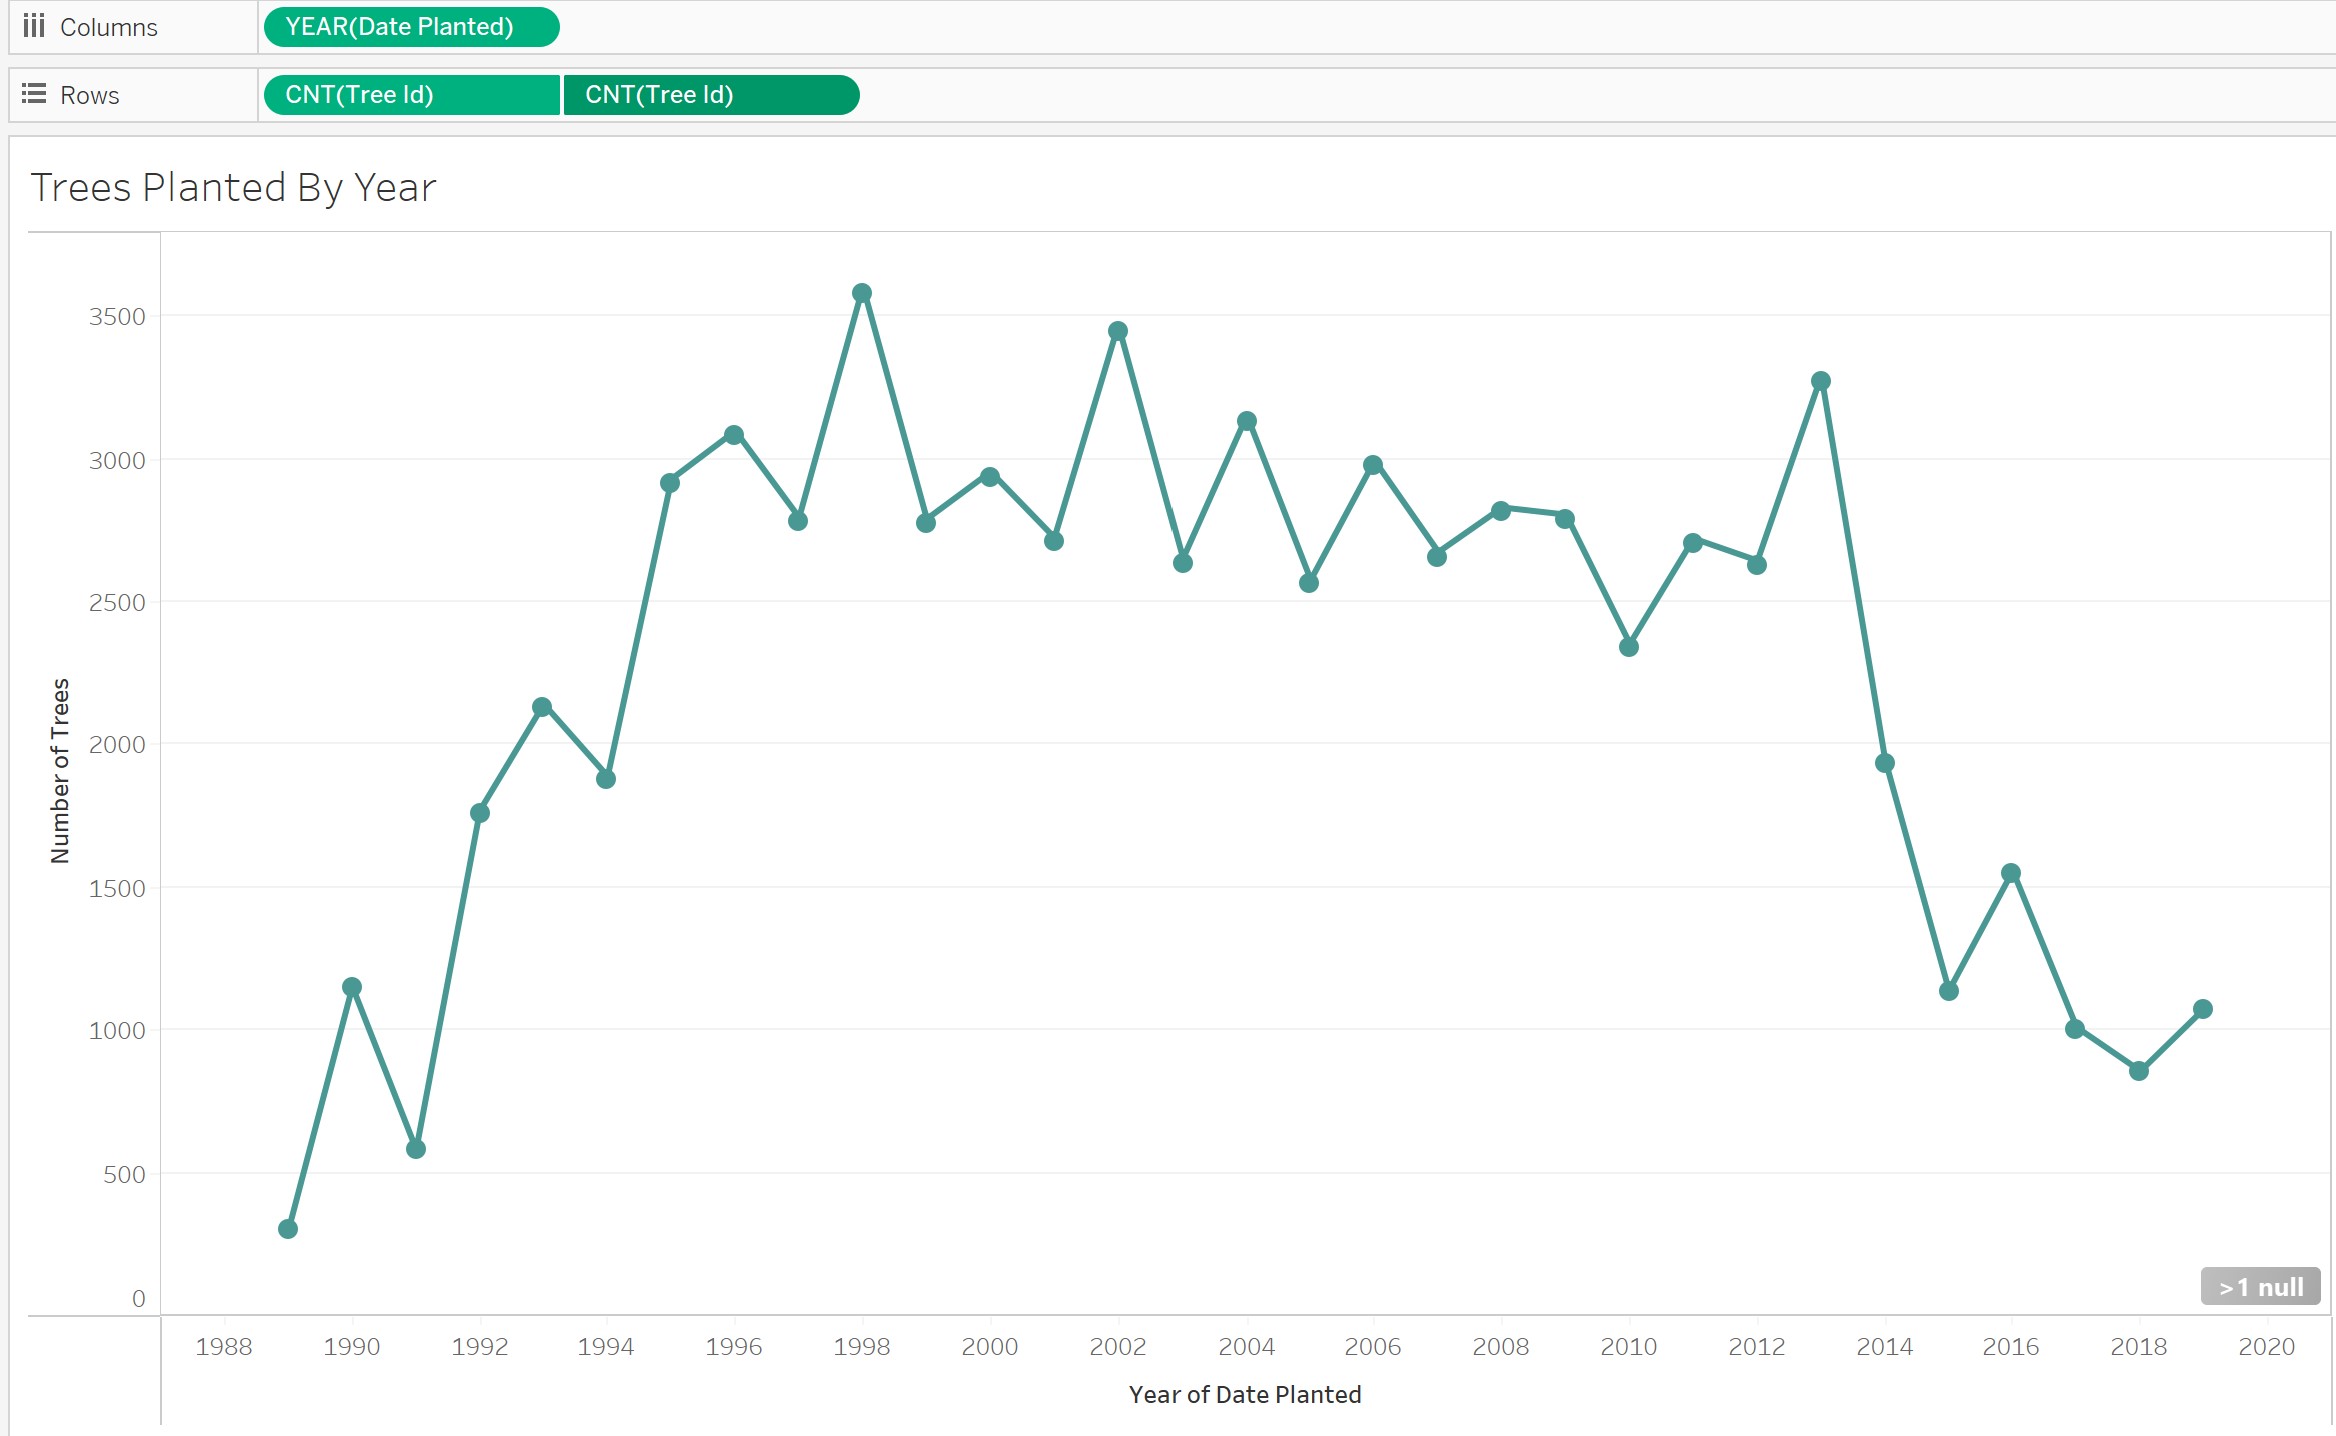 Columns
YEAR(Date Planted)
Rows
CNT(Tree Id)
CNT(Tree Id)
Trees Planted By Year
Number of Trees
3500
3000
2500
2000
1500
1000
500
0
>1 null
1988 1990 1992 1994 1996 1998 2000 2002 2004 2006 2008 2010 2012 2014 2016 2018 2020
Year of Date Planted